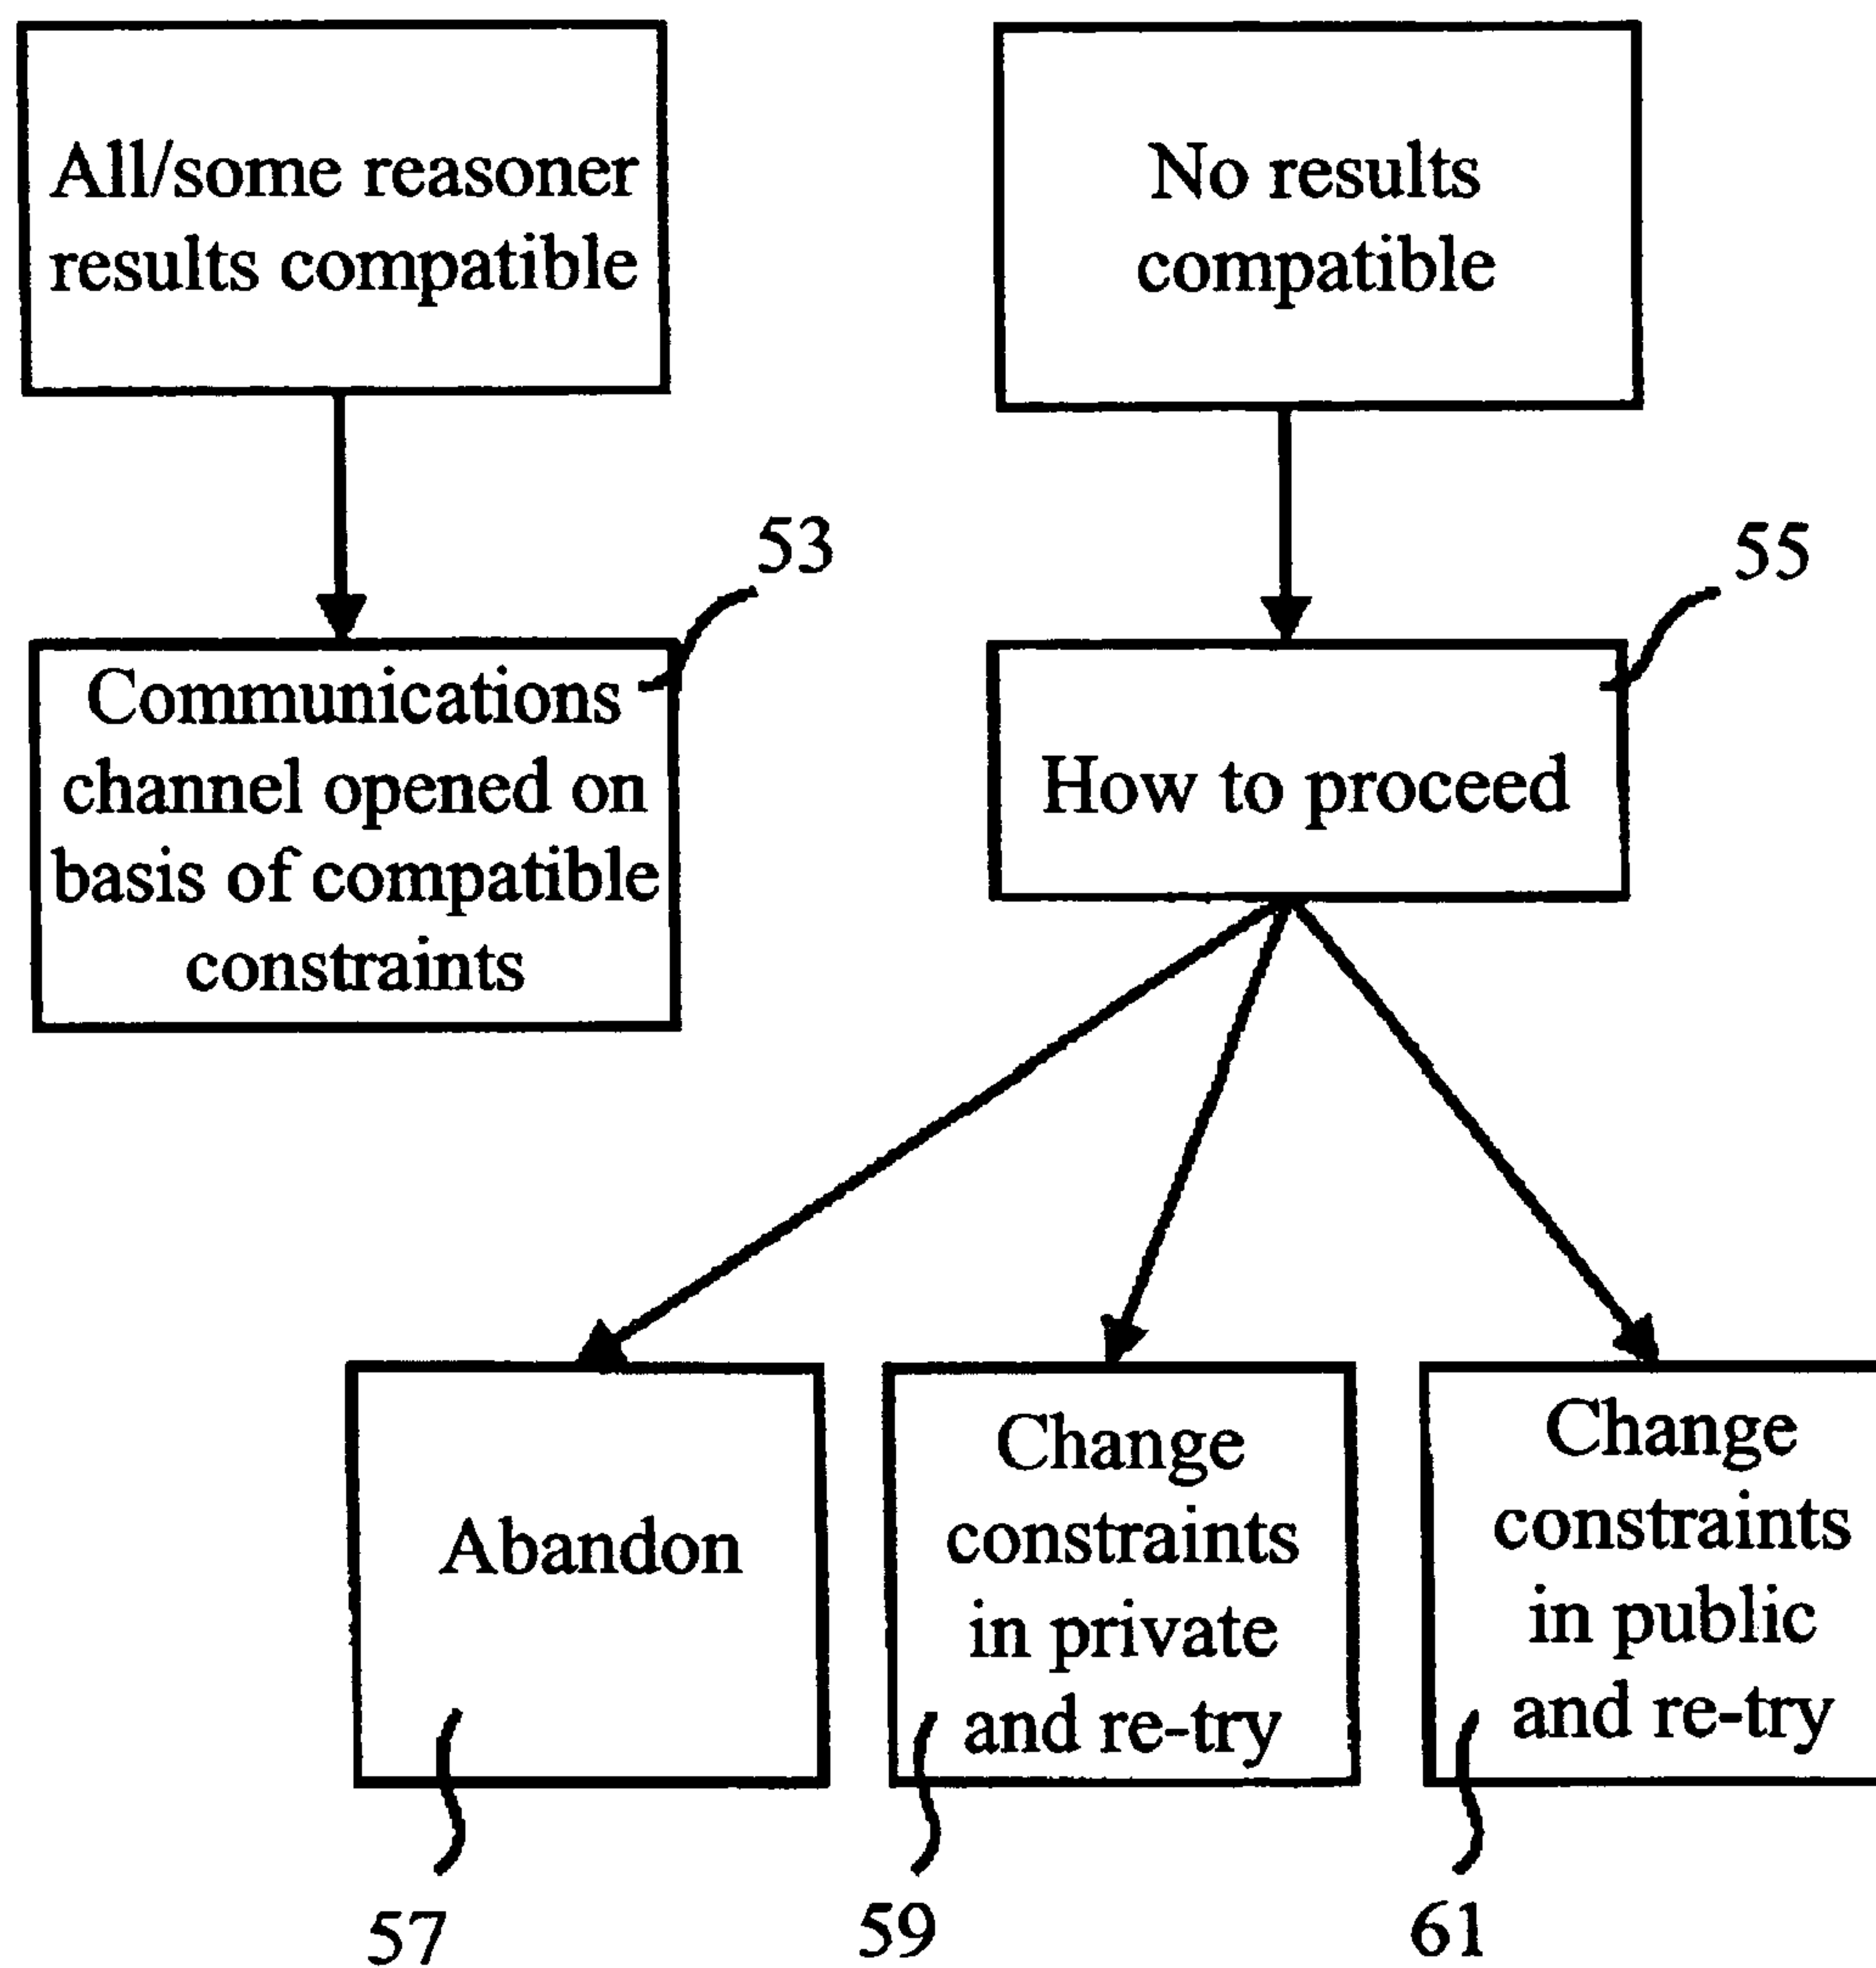 All/some reasoner
results compatible
No results
compatible
53
55
Communications
channel opened on
basis of compatible
constraints
How to proceed
Abandon
Change
constraints
in private
and re-try
Change
constraints
in public
and re-try
57
59
61